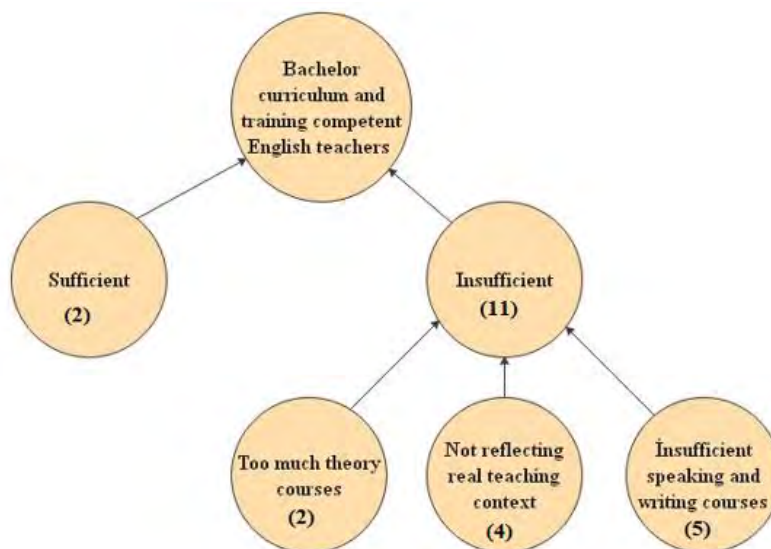 Bachelor
curriculum and
training competent
English teachers
Sufficient
(2)
Insufficient
(11)
Too much theory
courses
(2)
Not reflecting
real teaching
context
(4)
İnsufficient
speaking and
writing courses
(5)